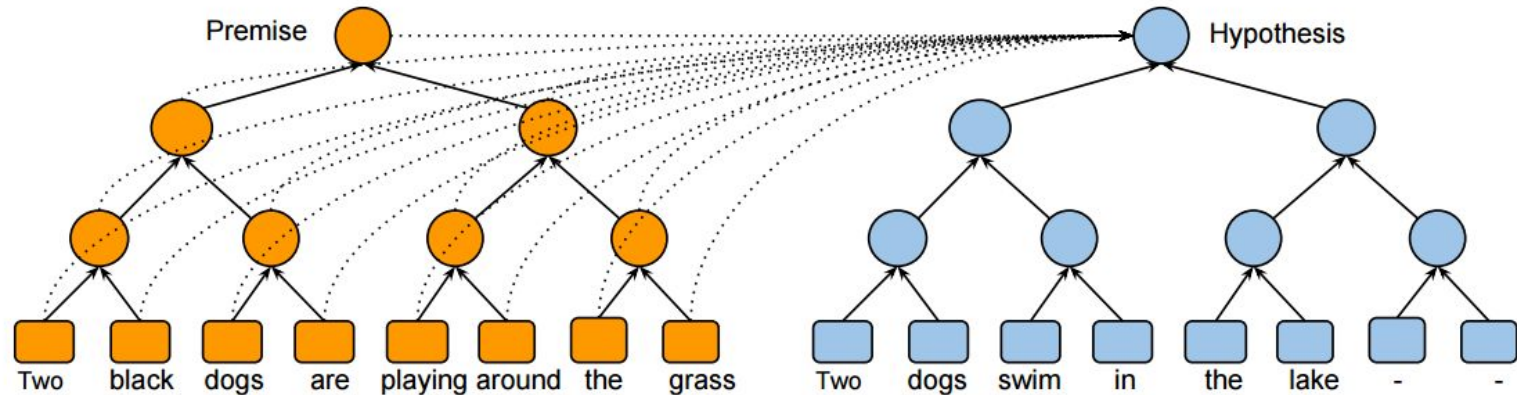 Premise
Hypothesis
Two black dogs are playing around the grass
Two dogs swim in the lake - -